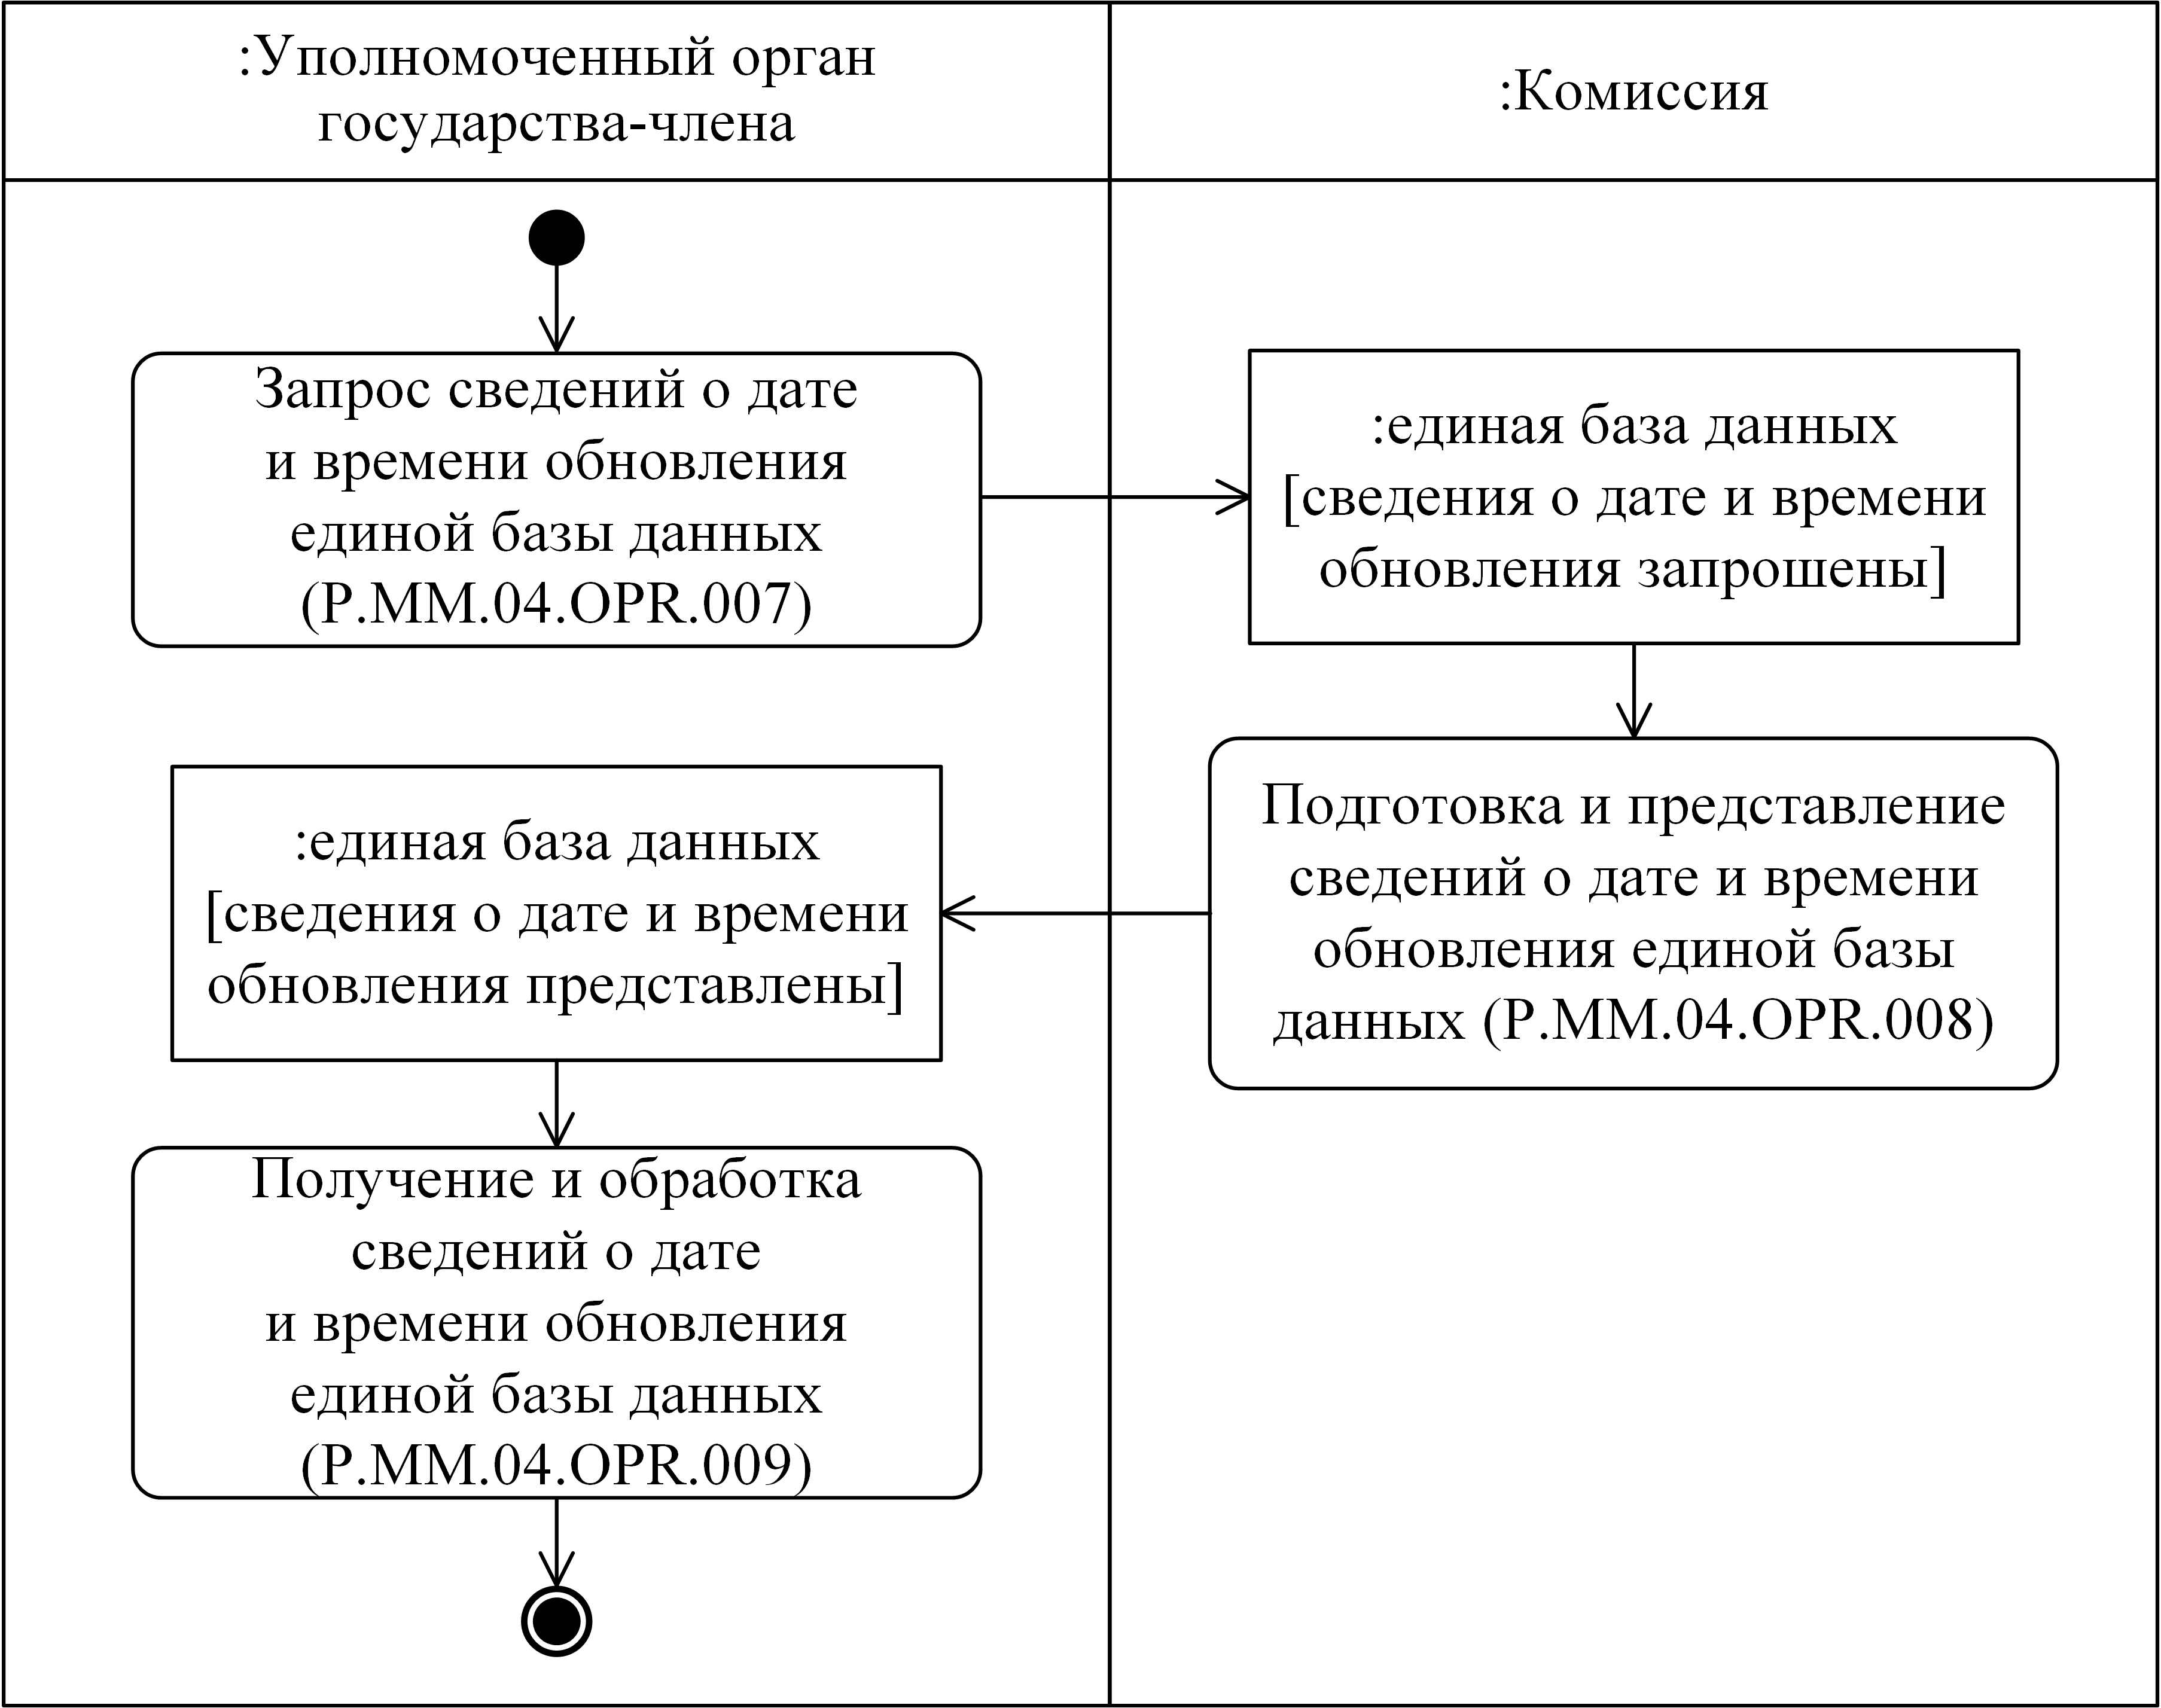 :Уполномоченный орган
государства-члена
:Комиссия
Запрос сведений о дате
и времени обновления
единой базы данных
(P.MM.04.OPR.007)
:единая база данных
[сведения о дате и времени
обновления запрошены]
Подготовка и представление
сведений о дате и времени
обновления единой базы
данных (P.MM.04.OPR.008)
:единая база данных
[сведения о дате и времени
обновления представлены]
Получение и обработка
сведений о дате
и времени обновления
единой базы данных
(P.MM.04.OPR.009)